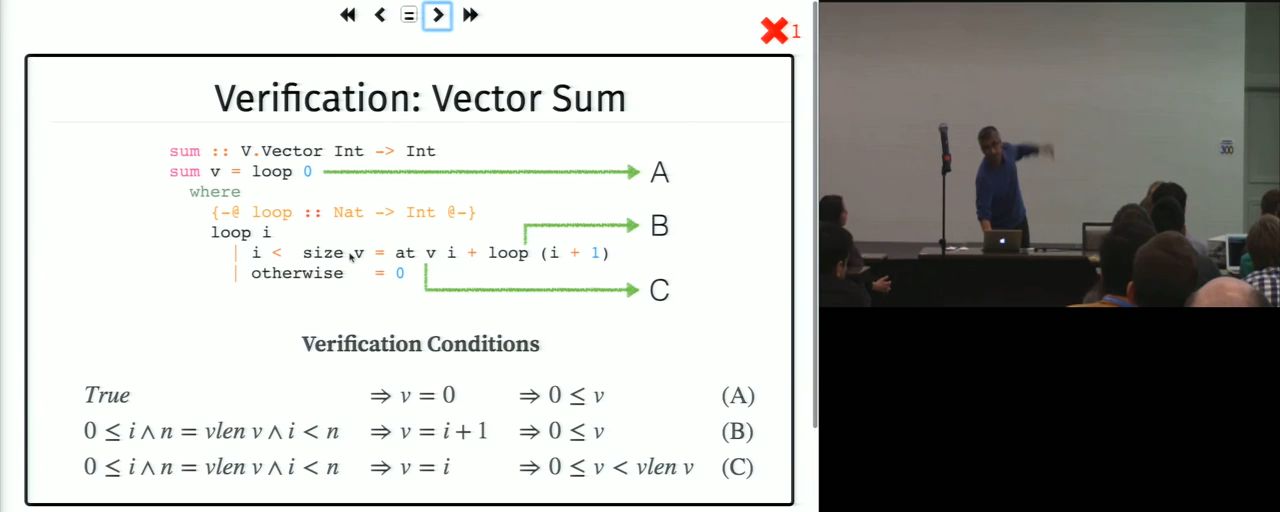 1
Verification: Vector Sum
sum :: V.Vector Int -> Int
sum v = loop 0
A
where
{-@ loop :: Nat -> Int @-}
B
loop i
| i < size v = at v i + loop (i + 1)
| otherwise = 0
C
Verification Conditions
True ⇒ v = 0 ⇒ 0 ≤ v (A)
0 ≤ i ∧ n = vlen v ∧ i < n ⇒ v = i + 1 ⇒ 0 ≤ v (B)
0 ≤ i ∧ n = vlen v ∧ i < n ⇒ v = i ⇒ 0 ≤ v < vlen v (C)
300